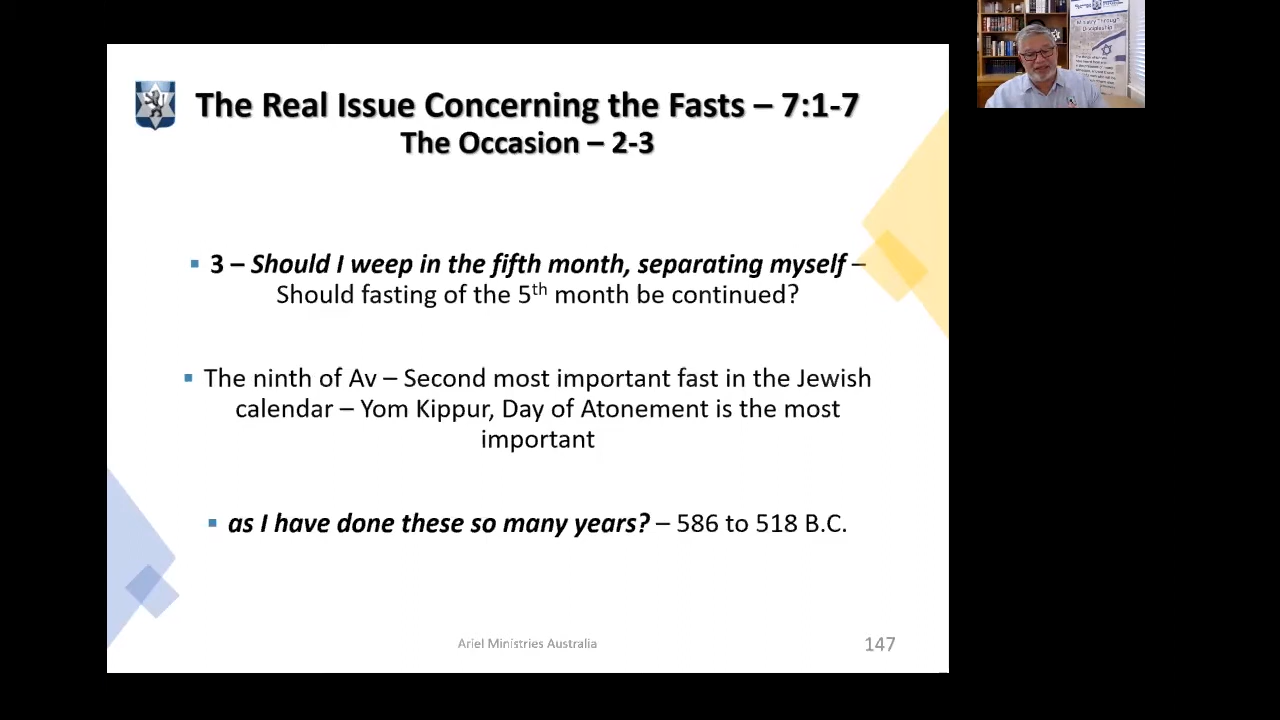 The Real Issue Concerning the Fasts – 7:1-7
The Occasion – 2-3
▪ 3 – Should I weep in the fifth month, separating myself –
Should fasting of the 5th month be continued?
▪ The ninth of Av – Second most important fast in the Jewish
calendar – Yom Kippur, Day of Atonement is the most
important
▪ as I have done these so many years? – 586 to 518 B.C.
Ariel Ministries Australia
147
Ministry Through
Discipleship